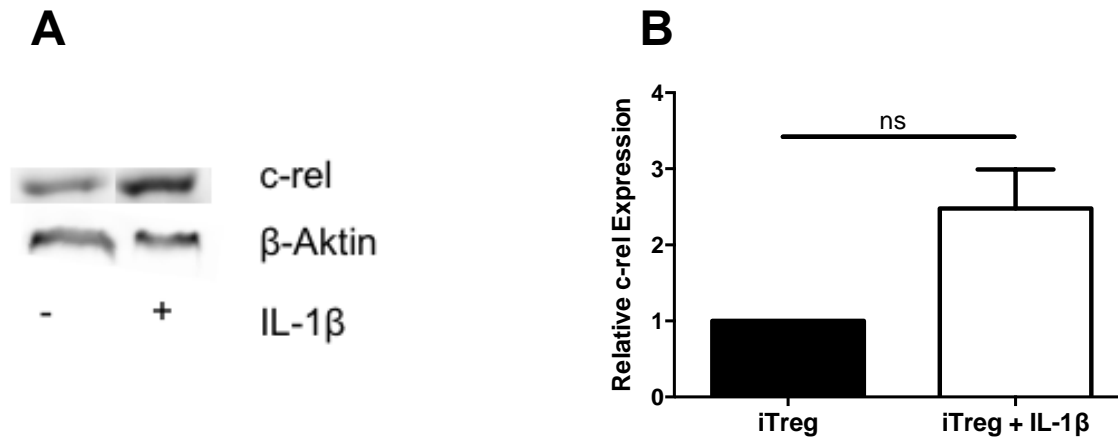 A
c-rel
β-Aktin
- + IL-1β
B
Relative c-rel Expression
4
3
2
1
0
ns
iTreg
iTreg + IL-1β